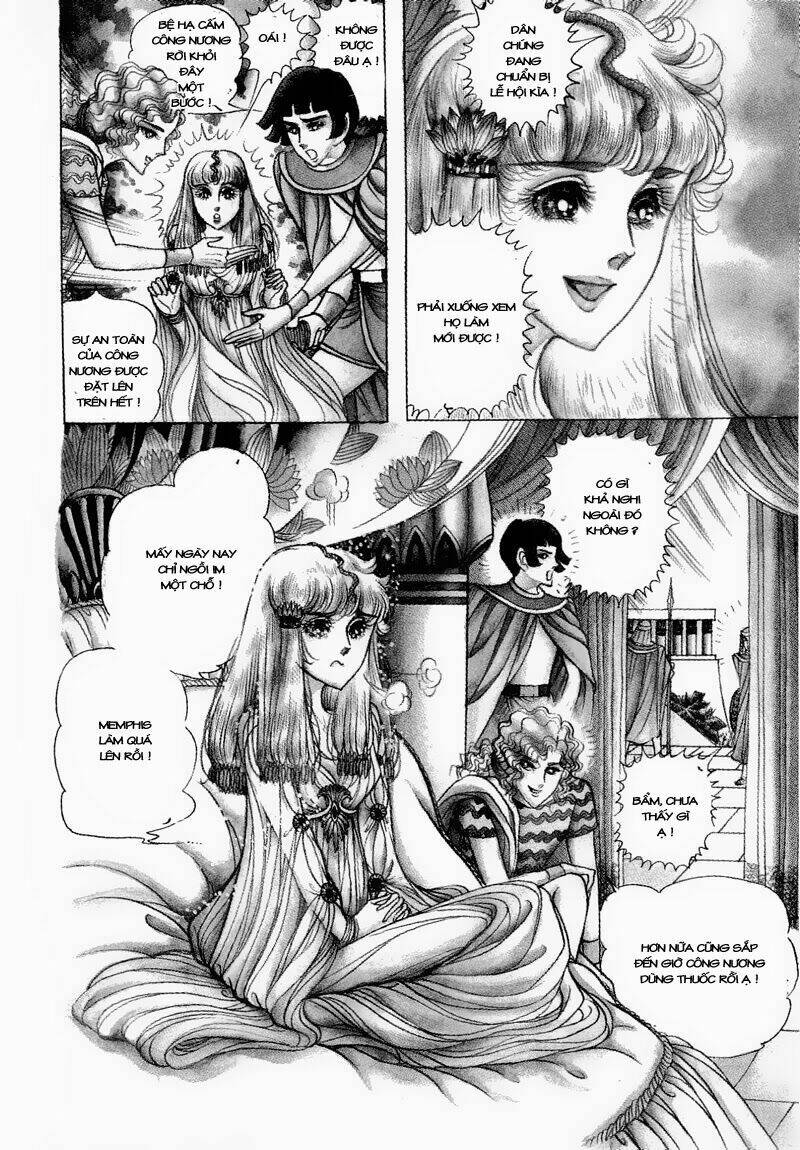 DÂN
CHÚNG
ĐANG
CHUẨN BỊ
LỄ HỘI KÌA !
PHẢI XUỐNG XEM
HỌ LÀM
MỚI ĐƯỢC !
KHÔNG
ĐƯỢC
ĐÂU Ạ !
OÁI !
BỆ HẠ CẤM
CÔNG NƯƠNG
RỜI KHỎI
ĐÂY
MỘT
BƯỚC !
SỰ AN TOÀN
CỦA CÔNG
NƯƠNG ĐƯỢC
ĐẶT LÊN
TRÊN HẾT !
CÓ GÌ
KHẢ NGHI
NGOÀI ĐÓ
KHÔNG ?
MẤY NGÀY NAY
CHỈ NGỒI IM
MỘT CHỖ !
MEMPHIS
LÀM QUÁ
LÊN RỒI !
BẨM, CHƯA
THẤY GÌ
Ạ !
HƠN NỮA CŨNG SẮP
ĐẾN GIỜ CÔNG NƯƠNG
DÙNG THUỐC RỒI Ạ !